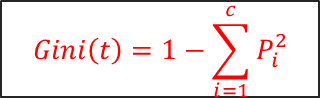 Gini(t) = 1 − ∑_{i=1}^{c} P_i^2